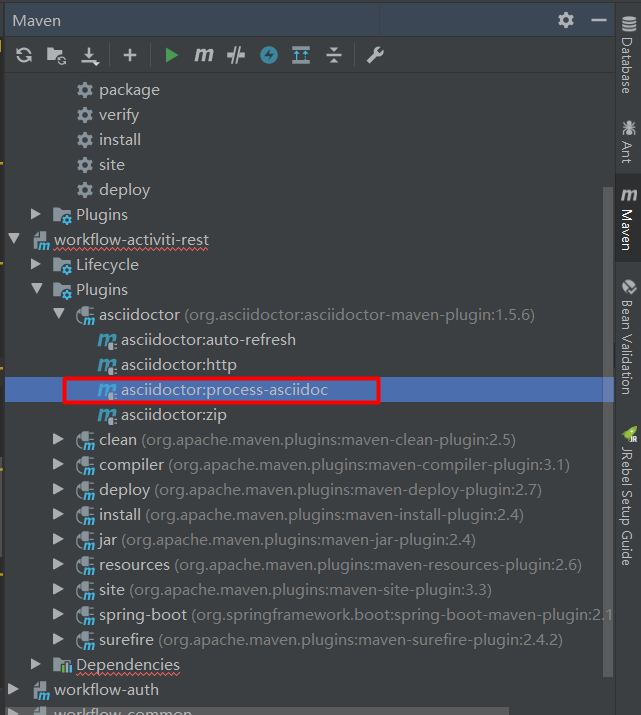 Maven
package
verify
install
site
deploy
Plugins
workflow-activiti-rest
Lifecycle
Plugins
asciidoctor (org.asciidoctor:asciidoctor-maven-plugin:1.5.6)
asciidoctor:auto-refresh
asciidoctor:http
asciidoctor:process-asciidoc
asciidoctor:zip
clean (org.apache.maven.plugins:maven-clean-plugin:2.5)
compiler (org.apache.maven.plugins:maven-compiler-plugin:3.1)
deploy (org.apache.maven.plugins:maven-deploy-plugin:2.7)
install (org.apache.maven.plugins:maven-install-plugin:2.4)
jar (org.apache.maven.plugins:maven-jar-plugin:2.4)
resources (org.apache.maven.plugins:maven-resources-plugin:2.6)
site (org.apache.maven.plugins:maven-site-plugin:3.3)
spring-boot (org.springframework.boot:spring-boot-maven-plugin:2.1
surefire (org.apache.maven.plugins:maven-surefire-plugin:2.4.2)
Dependencies
workflow-auth
workflow-common
Database
Ant
Maven
Bean Validation
JRebel Setup Guide